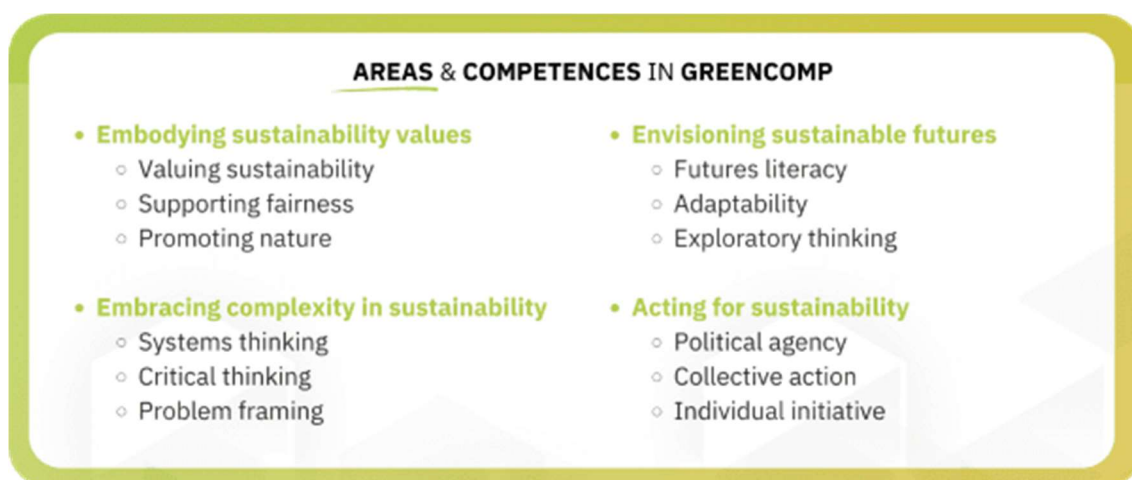 AREAS & COMPETENCES IN GREENCOMP
• Embodying sustainability values
○ Valuing sustainability
○ Supporting fairness
○ Promoting nature
• Embracing complexity in sustainability
○ Systems thinking
○ Critical thinking
○ Problem framing
• Envisioning sustainable futures
○ Futures literacy
○ Adaptability
○ Exploratory thinking
• Acting for sustainability
○ Political agency
○ Collective action
○ Individual initiative